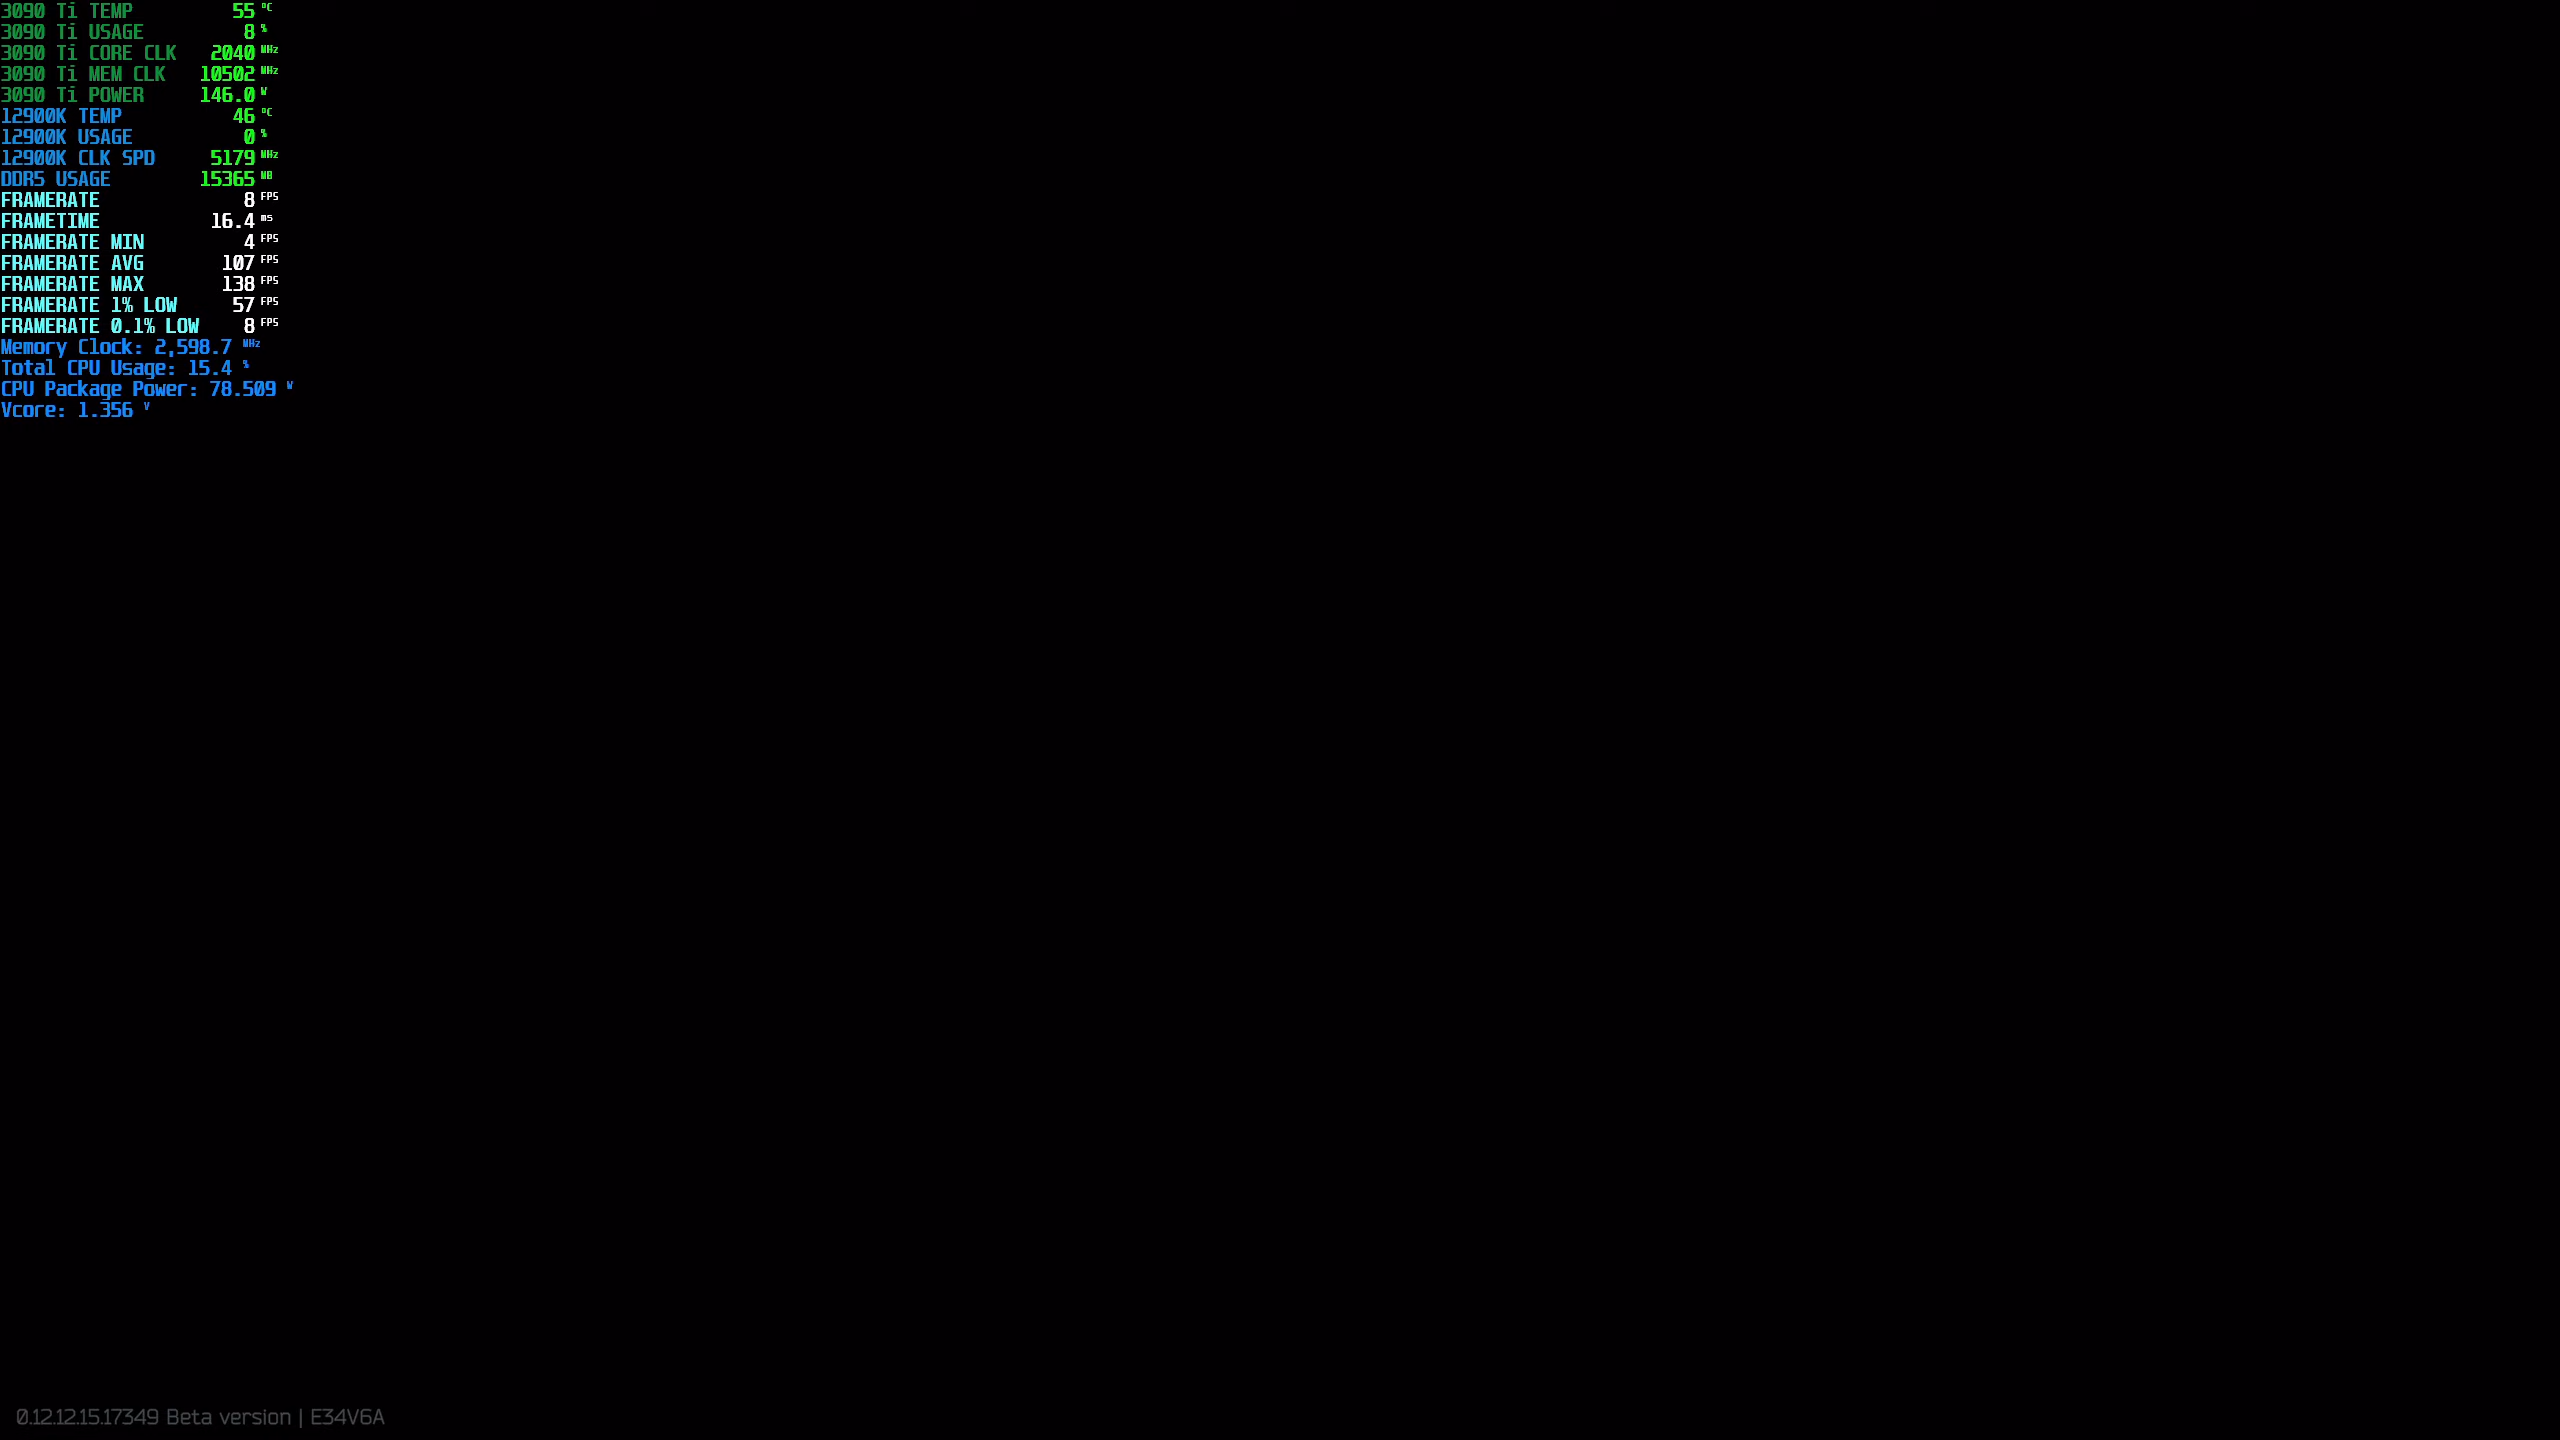 3090 Ti TEMP 55 °C
3090 Ti USAGE 8 %
3090 Ti CORE CLK 2040 MHz
3090 Ti MEM CLK 10502 MHz
3090 Ti POWER 146.0 W
12900K TEMP 46 °C
12900K USAGE 0 %
12900K CLK SPD 5179 MHz
DDR5 USAGE 15365 MB
FRAMERATE 8 FPS
FRAMETIME 16.4 ms
FRAMERATE MIN 4 FPS
FRAMERATE AVG 107 FPS
FRAMERATE MAX 138 FPS
FRAMERATE 1% LOW 57 FPS
FRAMERATE 0.1% LOW 8 FPS
Memory Clock: 2,598.7 MHz
Total CPU Usage: 15.4 %
CPU Package Power: 78.509 W
Vcore: 1.356 V
0.12.12.15.17349 Beta version | E34V6A